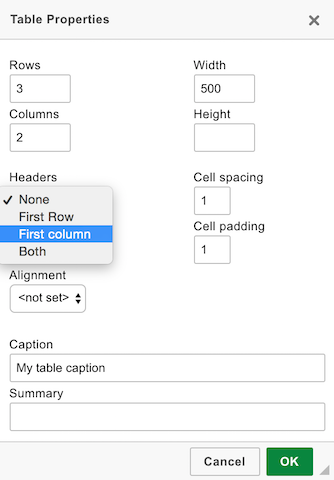 Table Properties
Rows
Width
3
500
Columns
Height
2
Headers
Cell spacing
None
1
First Row
Cell padding
First column
1
Both
Alignment
<not set>
Caption
My table caption
Summary
Cancel
OK